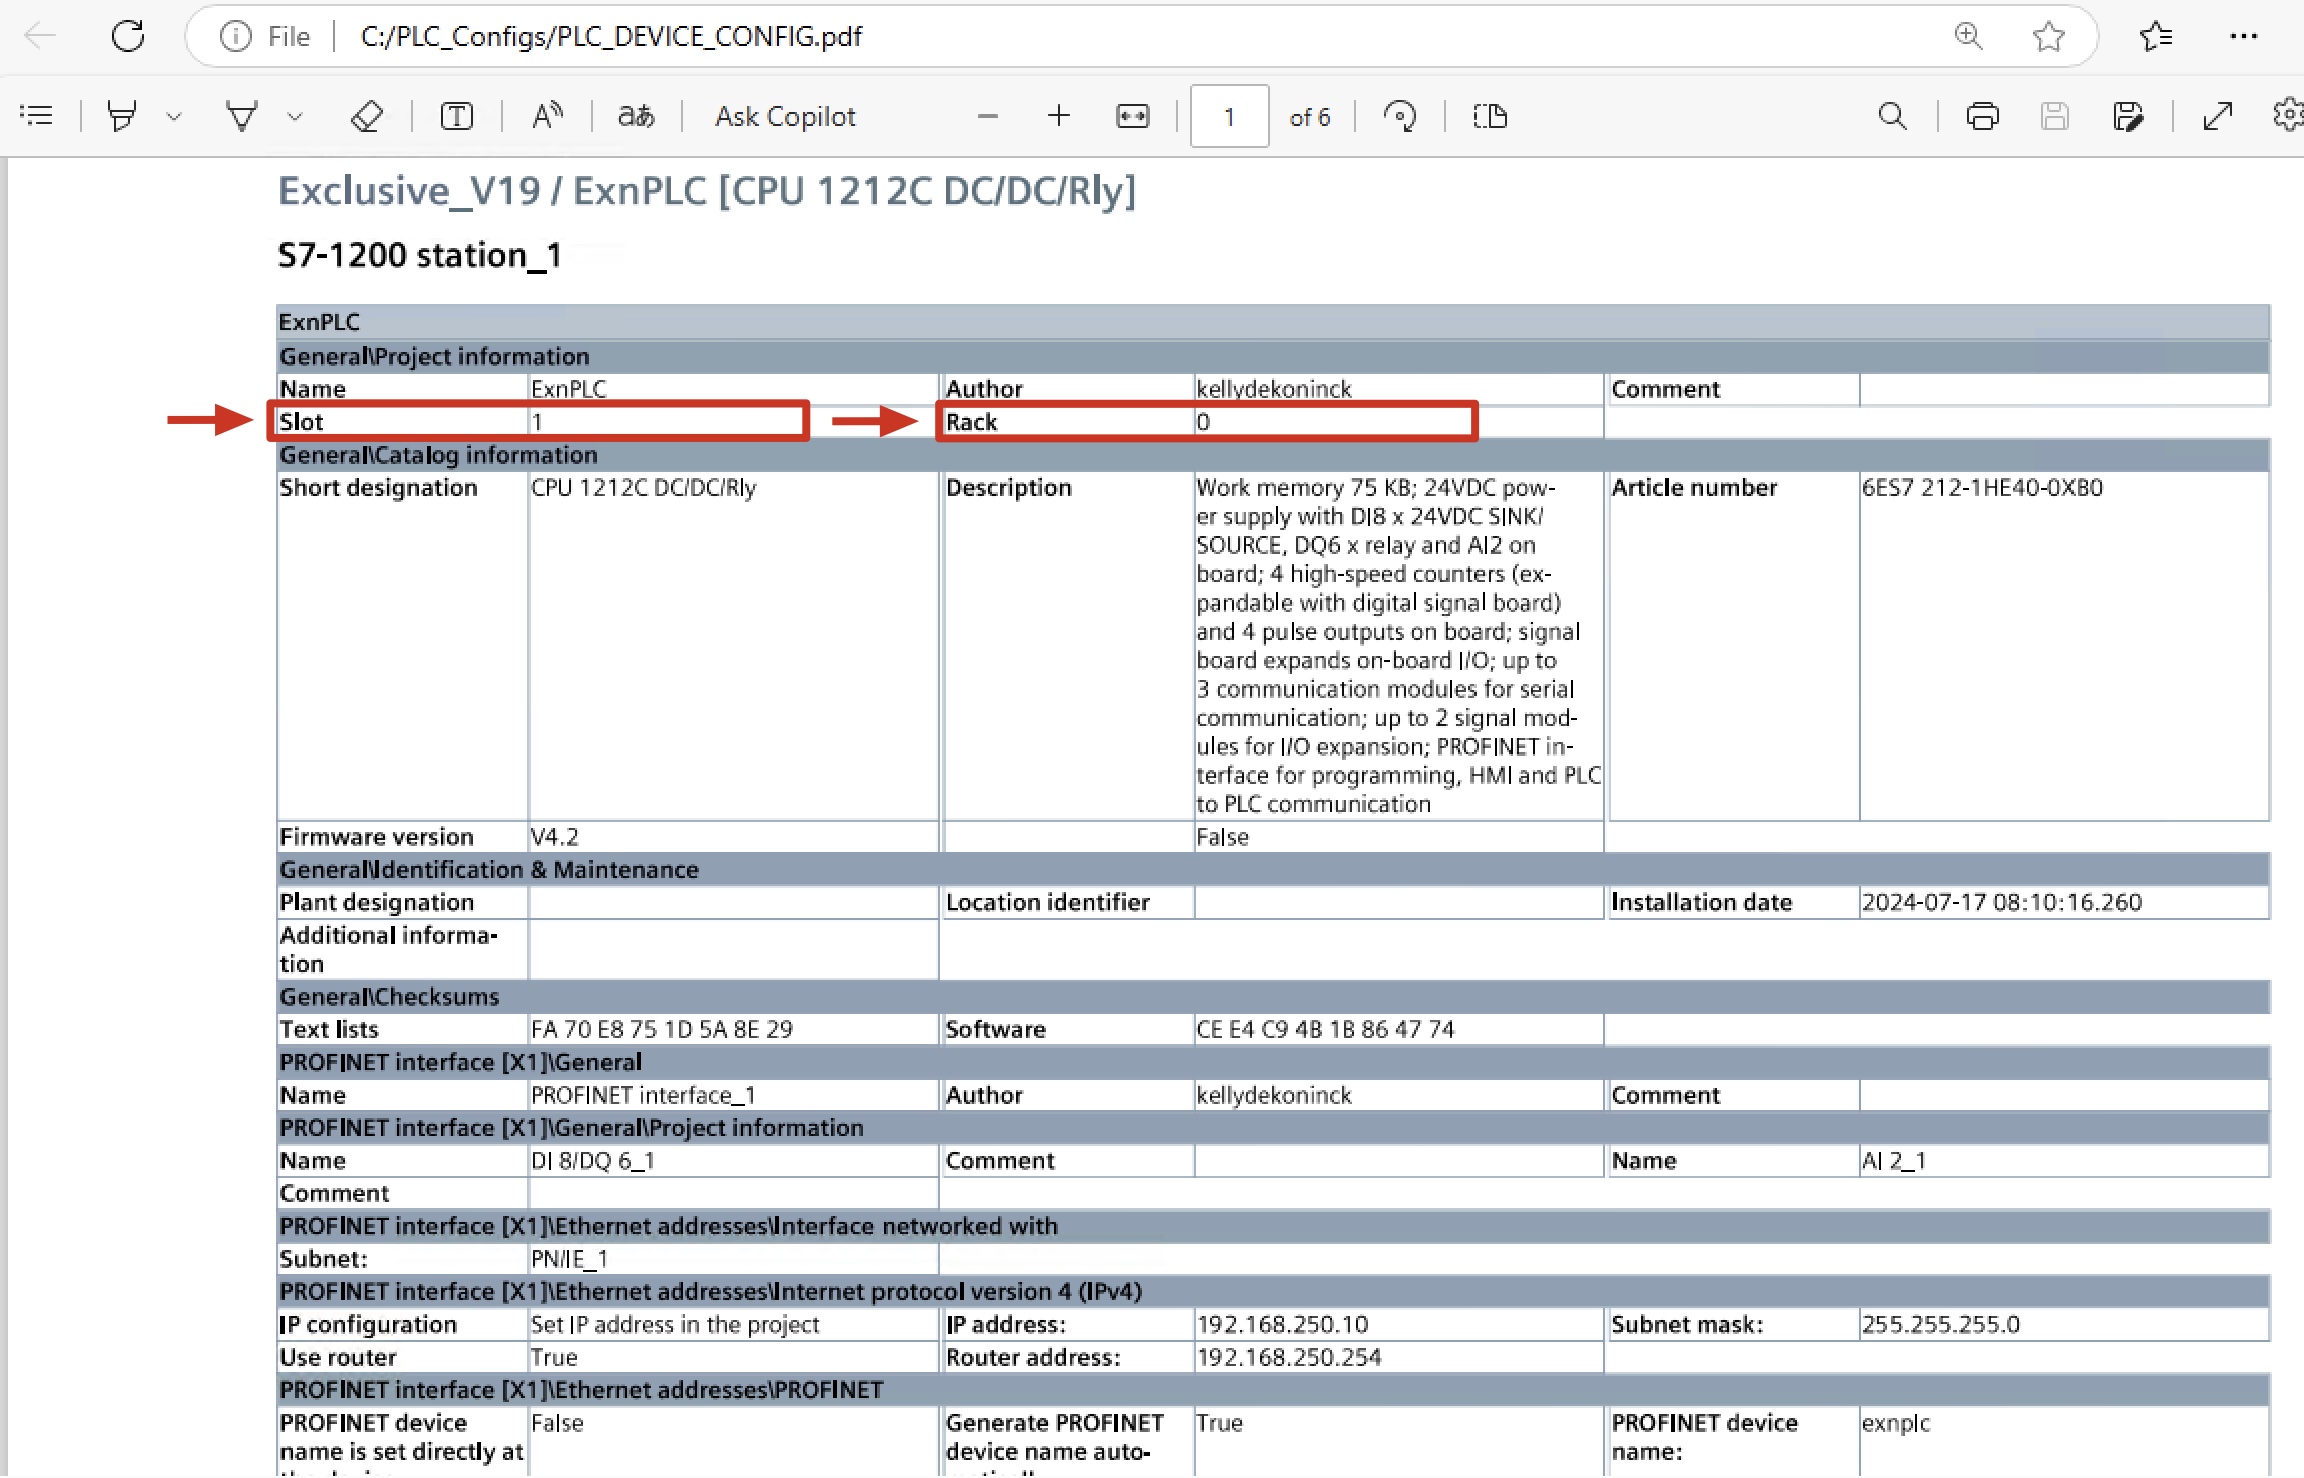 File C:/PLC_Configs/PLC_DEVICE_CONFIG.pdf
T A aあ Ask Copilot 1 of 6
Exclusive_V19 / ExnPLC [CPU 1212C DC/DC/Rly]
S7-1200 station_1
ExnPLC
General\Project information
Name ExnPLC Author kellydekoninck Comment
Slot 1 Rack 0
General\Catalog information
Short designation CPU 1212C DC/DC/Rly Description Work memory 75 KB; 24VDC pow- Article number 6ES7 212-1HE40-0XB0
er supply with DI8 x 24VDC SINK/
SOURCE, DQ6 x relay and AI2 on
board; 4 high-speed counters (ex-
pandable with digital signal board)
and 4 pulse outputs on board; signal
board expands on-board I/O; up to
3 communication modules for serial
communication; up to 2 signal mod-
ules for I/O expansion; PROFINET in-
terface for programming, HMI and PLC
to PLC communication
Firmware version V4.2 False
General\Identification & Maintenance
Plant designation Location identifier Installation date 2024-07-17 08:10:16.260
Additional informa-
tion
General\Checksums
Text lists FA 70 E8 75 1D 5A 8E 29 Software CE E4 C9 4B 1B 86 47 74
PROFINET interface [X1]\General
Name PROFINET interface_1 Author kellydekoninck Comment
PROFINET interface [X1]\General\Project information
Name DI 8/DQ 6_1 Comment Name AI 2_1
Comment
PROFINET interface [X1]\Ethernet addresses\Interface networked with
Subnet: PN/IE_1
PROFINET interface [X1]\Ethernet addresses\Internet protocol version 4 (IPv4)
IP configuration Set IP address in the project IP address: 192.168.250.10 Subnet mask: 255.255.255.0
Use router True Router address: 192.168.250.254
PROFINET interface [X1]\Ethernet addresses\PROFINET
PROFINET device False Generate PROFINET True PROFINET device exnplc
name is set directly at device name auto- name: